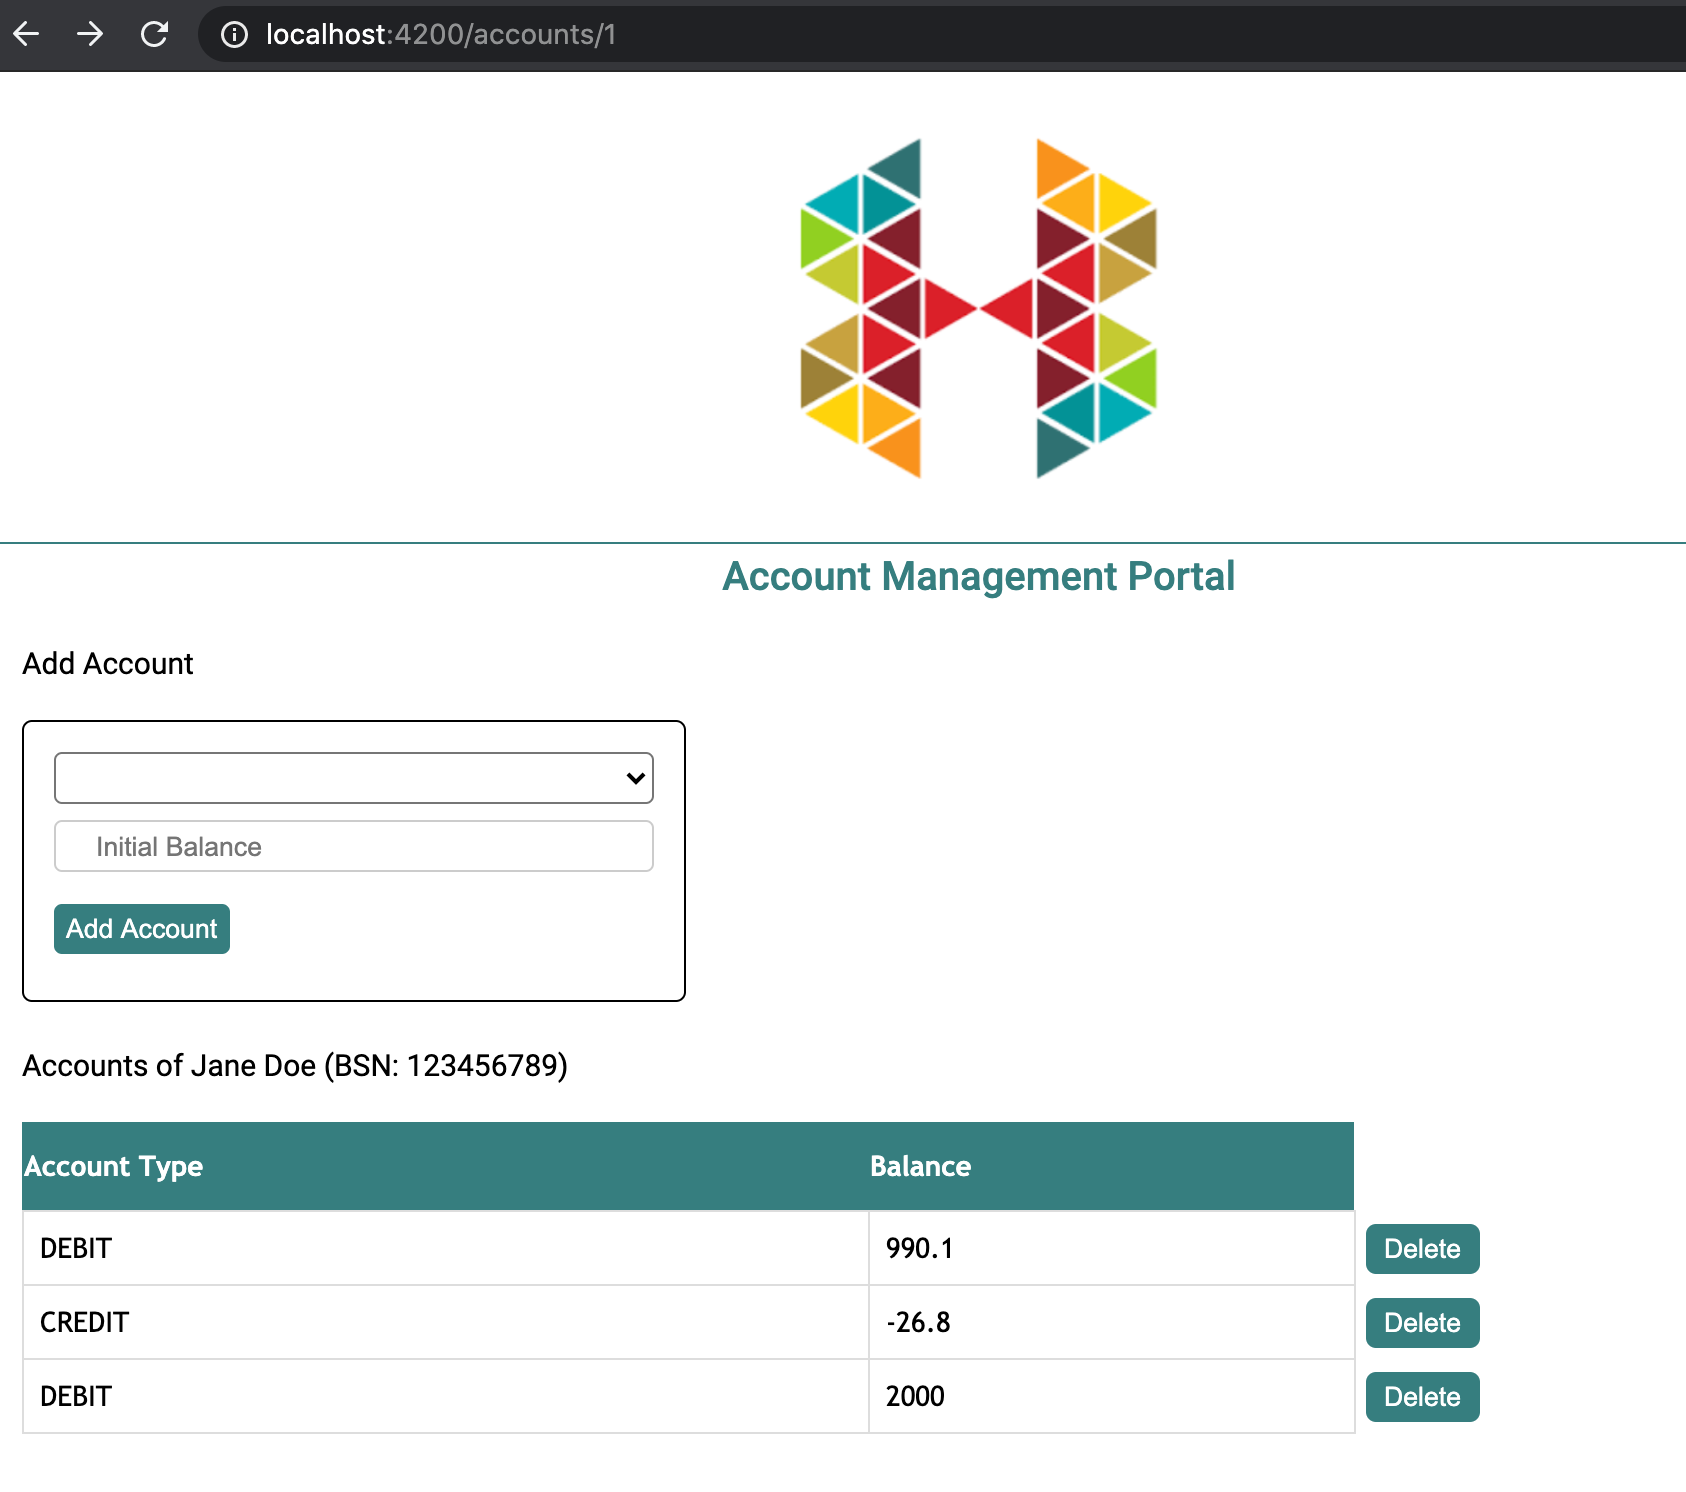 localhost:4200/accounts/1
Account Management Portal
Add Account
Initial Balance
Add Account
Accounts of Jane Doe (BSN: 123456789)
Account Type Balance
DEBIT 990.1 Delete
CREDIT -26.8 Delete
DEBIT 2000 Delete